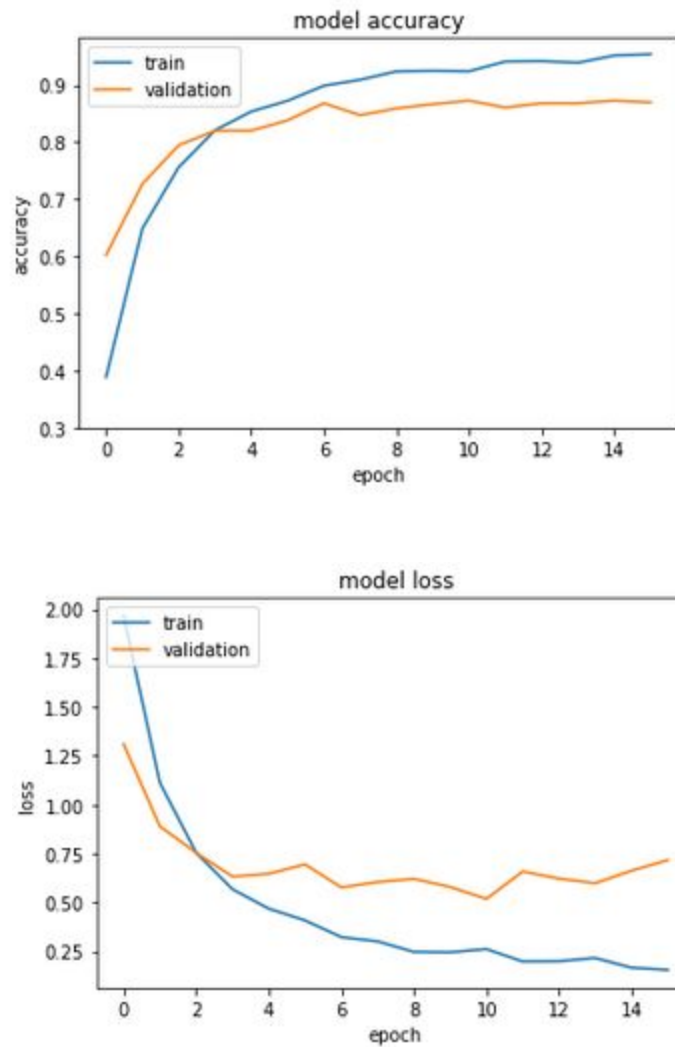 model accuracy
train
validation
0.9
0.8
0.7
0.6
0.5
0.4
0.3
accuracy
0 2 4 6 8 10 12 14
epoch
model loss
2.00
train
validation
1.75
1.50
1.25
1.00
0.75
0.50
0.25
loss
0 2 4 6 8 10 12 14
epoch